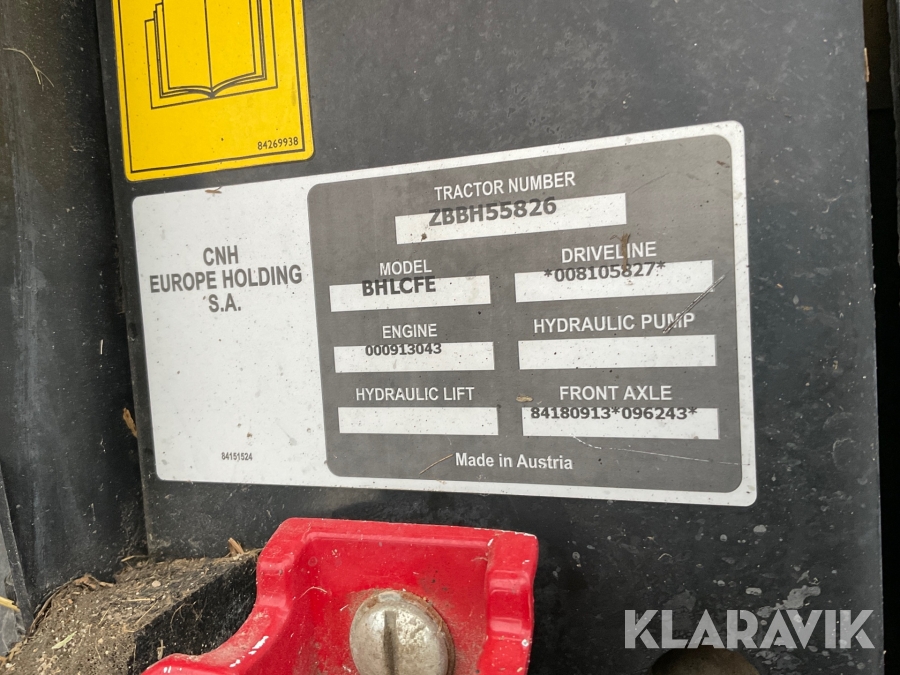 84269938
TRACTOR NUMBER
ZBBH55826
CNH
EUROPE HOLDING
S.A.
MODEL
BHLCFE
DRIVELINE
*008105827*
ENGINE
000913043
HYDRAULIC PUMP
HYDRAULIC LIFT
FRONT AXLE
84180913*096243*
84151524
Made in Austria
KLARAVIK